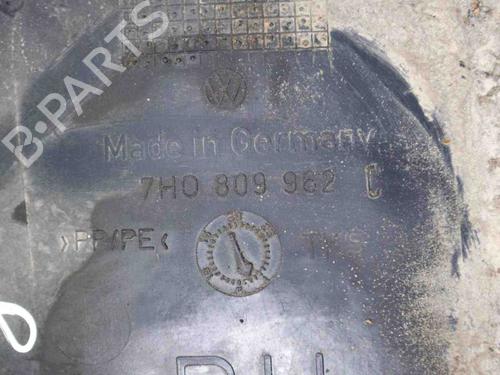 B-PARTS
Made in Germany
7H0 809 962 C
>PP/PE<